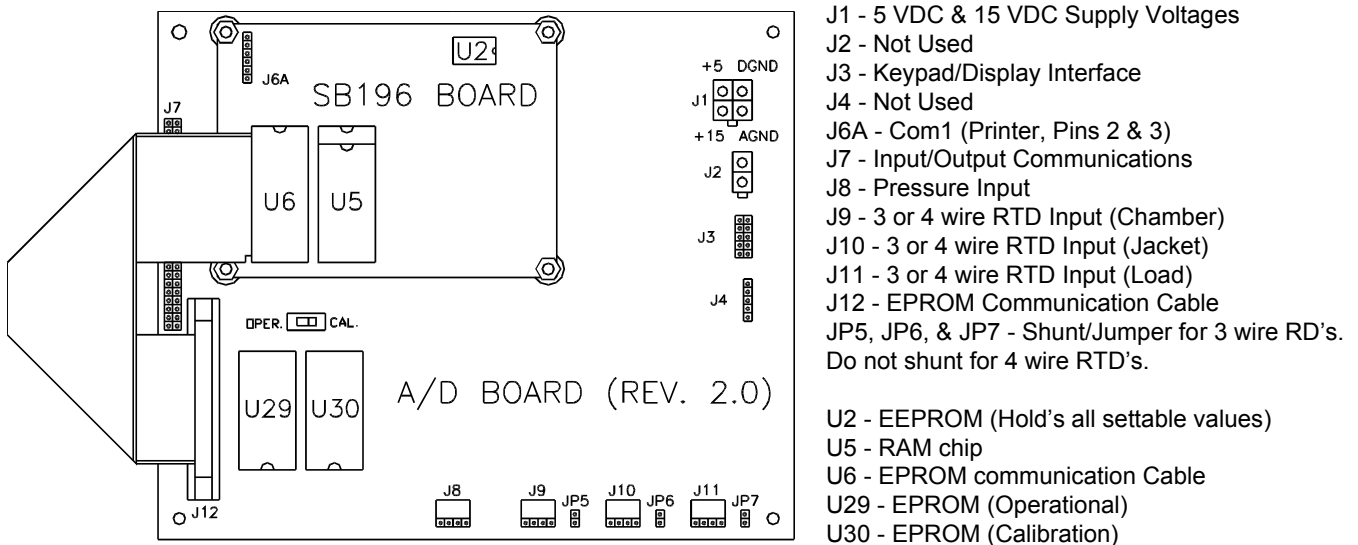 U2
J6A
SB196 BOARD
J7
U6
U5
+5 DGND
J1
+15 AGND
J2
J3
J4
OPER. CAL.
U29
U30
A/D BOARD (REV. 2.0)
J12
J8
J9
JP5
J10
JP6
J11
JP7
J1 - 5 VDC & 15 VDC Supply Voltages
J2 - Not Used
J3 - Keypad/Display Interface
J4 - Not Used
J6A - Com1 (Printer, Pins 2 & 3)
J7 - Input/Output Communications
J8 - Pressure Input
J9 - 3 or 4 wire RTD Input (Chamber)
J10 - 3 or 4 wire RTD Input (Jacket)
J11 - 3 or 4 wire RTD Input (Load)
J12 - EPROM Communication Cable
JP5, JP6, & JP7 - Shunt/Jumper for 3 wire RD's.
Do not shunt for 4 wire RTD's.
U2 - EEPROM (Hold's all settable values)
U5 - RAM chip
U6 - EPROM communication Cable
U29 - EPROM (Operational)
U30 - EPROM (Calibration)